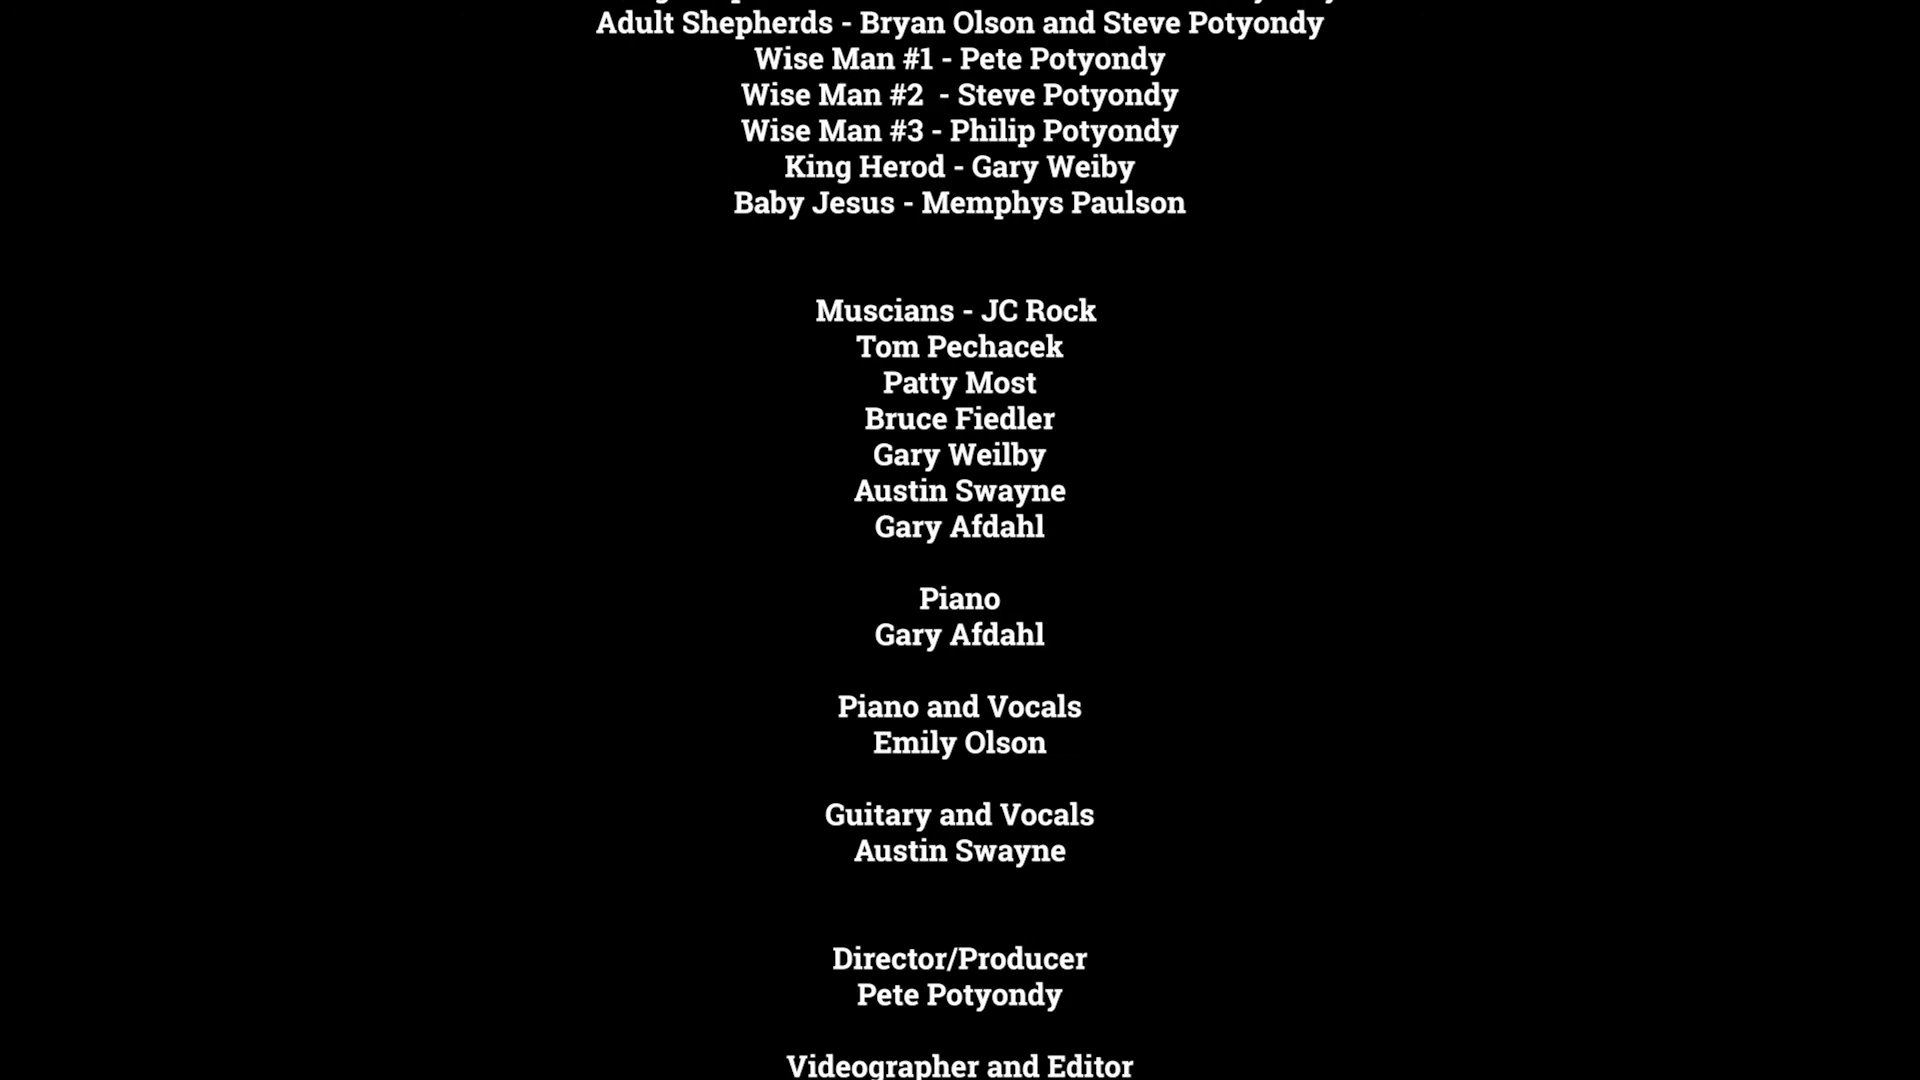 Adult Shepherds - Bryan Olson and Steve Potyondy
Wise Man #1 - Pete Potyondy
Wise Man #2  - Steve Potyondy
Wise Man #3 - Philip Potyondy
King Herod - Gary Weiby
Baby Jesus - Memphys Paulson
Muscians - JC Rock
Tom Pechacek
Patty Most
Bruce Fiedler
Gary Weilby
Austin Swayne
Gary Afdahl
Piano
Gary Afdahl
Piano and Vocals
Emily Olson
Guitary and Vocals
Austin Swayne
Director/Producer
Pete Potyondy
Videographer and Editor